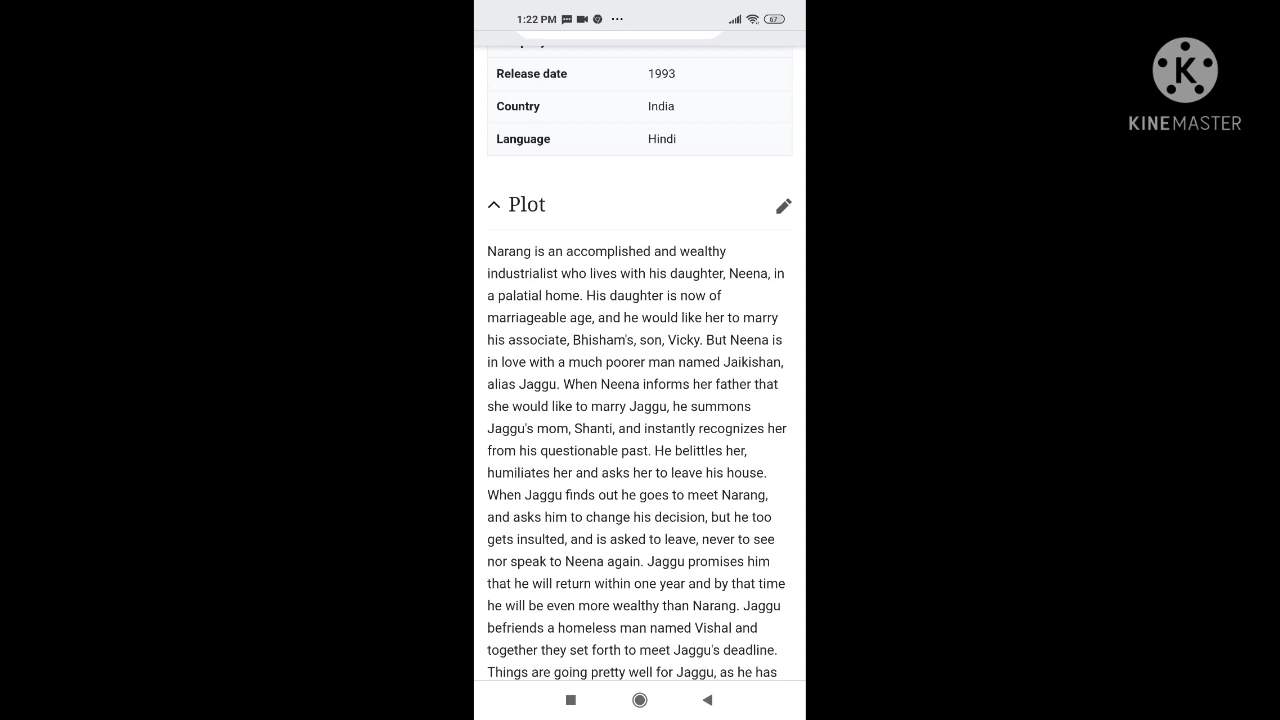 1:22 PM
67
K
KINEMASTER
Release date 1993
Country India
Language Hindi
Plot
Narang is an accomplished and wealthy
industrialist who lives with his daughter, Neena, in
a palatial home. His daughter is now of
marriageable age, and he would like her to marry
his associate, Bhisham's, son, Vicky. But Neena is
in love with a much poorer man named Jaikishan,
alias Jaggu. When Neena informs her father that
she would like to marry Jaggu, he summons
Jaggu's mom, Shanti, and instantly recognizes her
from his questionable past. He belittles her,
humiliates her and asks her to leave his house.
When Jaggu finds out he goes to meet Narang,
and asks him to change his decision, but he too
gets insulted, and is asked to leave, never to see
nor speak to Neena again. Jaggu promises him
that he will return within one year and by that time
he will be even more wealthy than Narang. Jaggu
befriends a homeless man named Vishal and
together they set forth to meet Jaggu's deadline.
Things are going pretty well for Jaggu, as he has